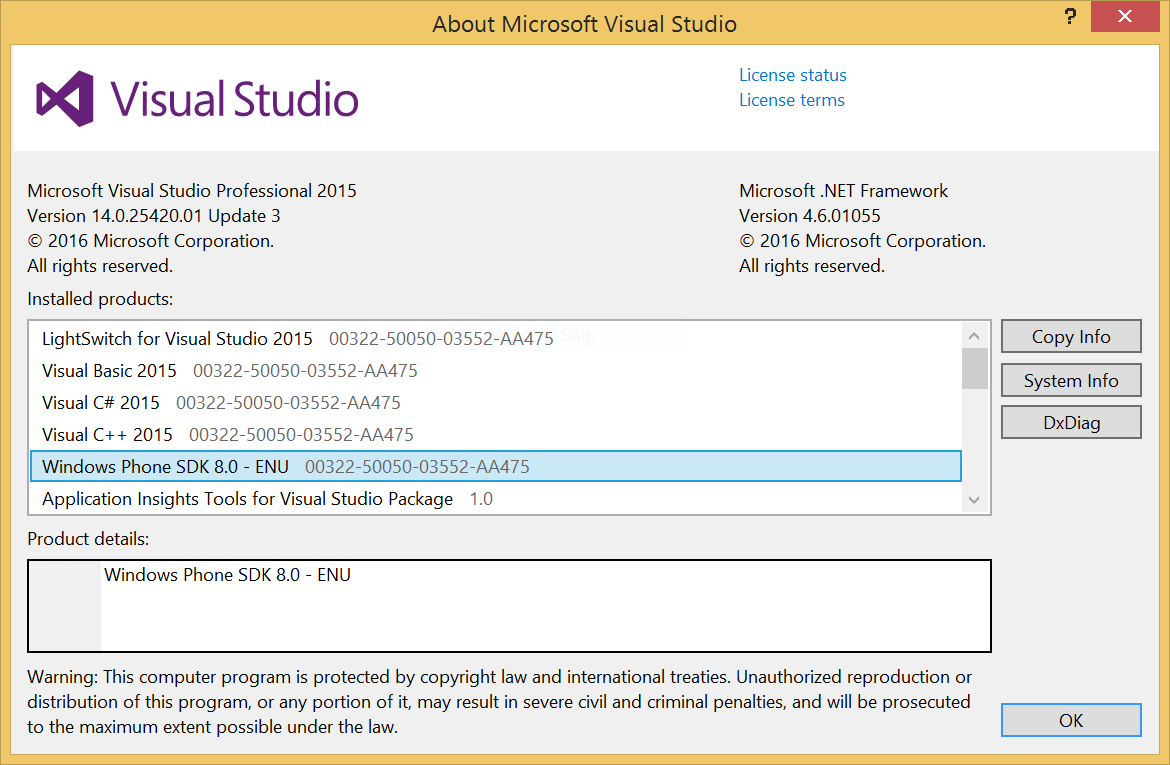 About Microsoft Visual Studio
?
Visual Studio
License status
License terms
Microsoft Visual Studio Professional 2015
Version 14.0.25420.01 Update 3
© 2016 Microsoft Corporation.
All rights reserved.
Microsoft .NET Framework
Version 4.6.01055
© 2016 Microsoft Corporation.
All rights reserved.
Installed products:
LightSwitch for Visual Studio 2015 00322-50050-03552-AA475
Visual Basic 2015 00322-50050-03552-AA475
Visual C# 2015 00322-50050-03552-AA475
Visual C++ 2015 00322-50050-03552-AA475
Windows Phone SDK 8.0 - ENU 00322-50050-03552-AA475
Application Insights Tools for Visual Studio Package 1.0
Copy Info
System Info
DxDiag
Product details:
Windows Phone SDK 8.0 - ENU
Warning: This computer program is protected by copyright law and international treaties. Unauthorized reproduction or
distribution of this program, or any portion of it, may result in severe civil and criminal penalties, and will be prosecuted
to the maximum extent possible under the law.
OK